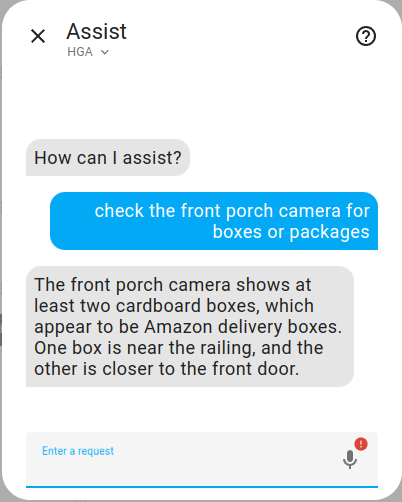 Assist
HGA
How can I assist?
check the front porch camera for
boxes or packages
The front porch camera shows at
least two cardboard boxes, which
appear to be Amazon delivery boxes.
One box is near the railing, and the
other is closer to the front door.
Enter a request